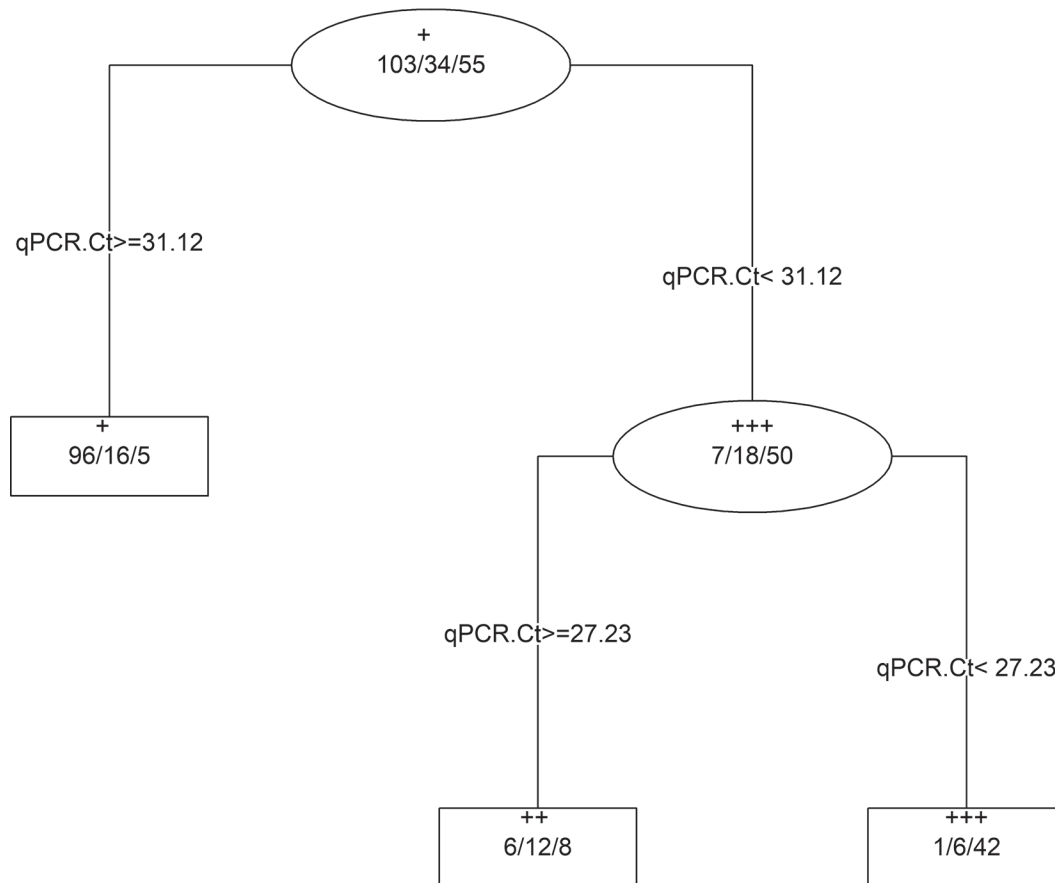 +
103/34/55
qPCR.Ct>=31.12
qPCR.Ct< 31.12
+
96/16/5
+++
7/18/50
qPCR.Ct>=27.23
qPCR.Ct< 27.23
++
6/12/8
+++
1/6/42